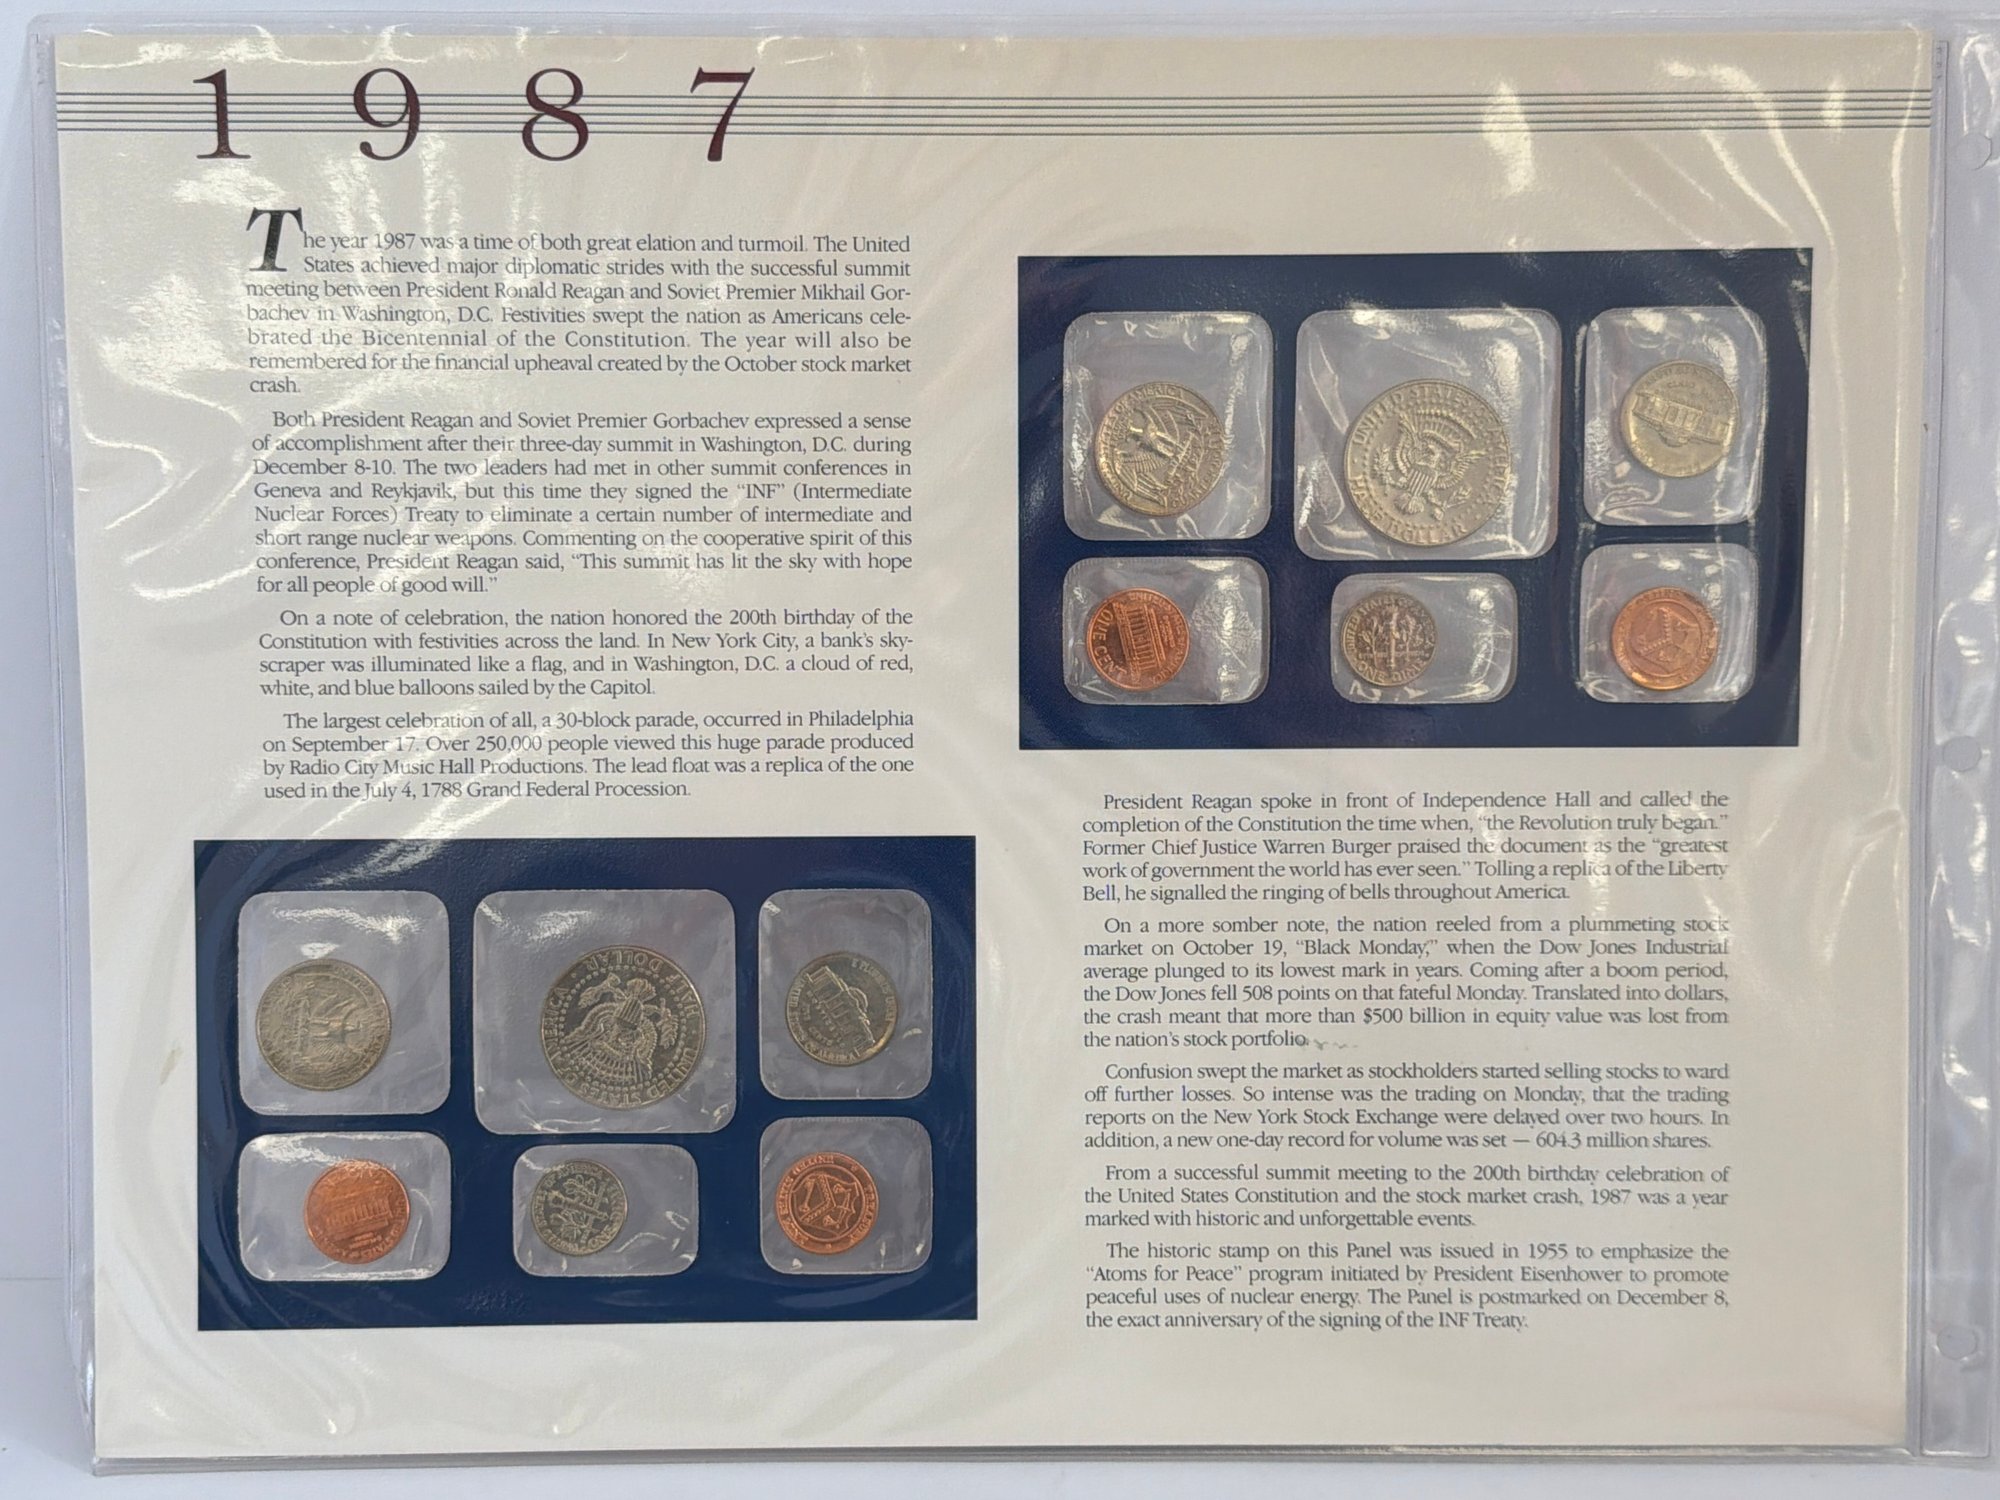 1987
The year 1987 was a time of both great elation and turmoil. The United
States achieved major diplomatic strides with the successful summit
meeting between President Ronald Reagan and Soviet Premier Mikhail Gor-
bachev in Washington, D.C. Festivities swept the nation as Americans cele-
brated the Bicentennial of the Constitution. The year will also be
remembered for the financial upheaval created by the October stock market
crash.
Both President Reagan and Soviet Premier Gorbachev expressed a sense
of accomplishment after their three-day summit in Washington, D.C. during
December 8-10. The two leaders had met in other summit conferences in
Geneva and Reykjavik, but this time they signed the “INF” (Intermediate
Nuclear Forces) Treaty to eliminate a certain number of intermediate and
short range nuclear weapons. Commenting on the cooperative spirit of this
conference, President Reagan said, “This summit has lit the sky with hope
for all people of good will.”
On a note of celebration, the nation honored the 200th birthday of the
Constitution with festivities across the land. In New York City, a bank's sky-
scraper was illuminated like a flag, and in Washington, D.C. a cloud of red,
white, and blue balloons sailed by the Capitol.
The largest celebration of all, a 30-block parade, occurred in Philadelphia
on September 17. Over 250,000 people viewed this huge parade produced
by Radio City Music Hall Productions. The lead float was a replica of the one
used in the July 4, 1788 Grand Federal Procession.
UNITED STATES OF AMERICA
HALF DOLLAR
ONE CENT
ONE DIME
UNITED STATES OF AMERICA
HALF DOLLAR
President Reagan spoke in front of Independence Hall and called the
completion of the Constitution the time when, “the Revolution truly began.”
Former Chief Justice Warren Burger praised the document as the “greatest
work of government the world has ever seen.” Tolling a replica of the Liberty
Bell, he signalled the ringing of bells throughout America.
On a more somber note, the nation reeled from a plummeting stock
market on October 19, “Black Monday,” when the Dow Jones Industrial
average plunged to its lowest mark in years. Coming after a boom period,
the Dow Jones fell 508 points on that fateful Monday. Translated into dollars,
the crash meant that more than $500 billion in equity value was lost from
the nation's stock portfolio.
Confusion swept the market as stockholders started selling stocks to ward
off further losses. So intense was the trading on Monday, that the trading
reports on the New York Stock Exchange were delayed over two hours. In
addition, a new one-day record for volume was set — 604.3 million shares.
From a successful summit meeting to the 200th birthday celebration of
the United States Constitution and the stock market crash, 1987 was a year
marked with historic and unforgettable events.
The historic stamp on this Panel was issued in 1955 to emphasize the
“Atoms for Peace” program initiated by President Eisenhower to promote
peaceful uses of nuclear energy. The Panel is postmarked on December 8,
the exact anniversary of the signing of the INF Treaty.